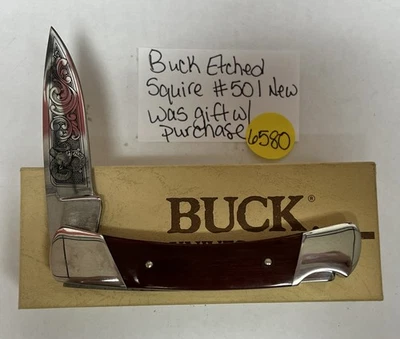 Buck Etched
Squire #501 New
was gift w/
purchase
6580
BUCK®